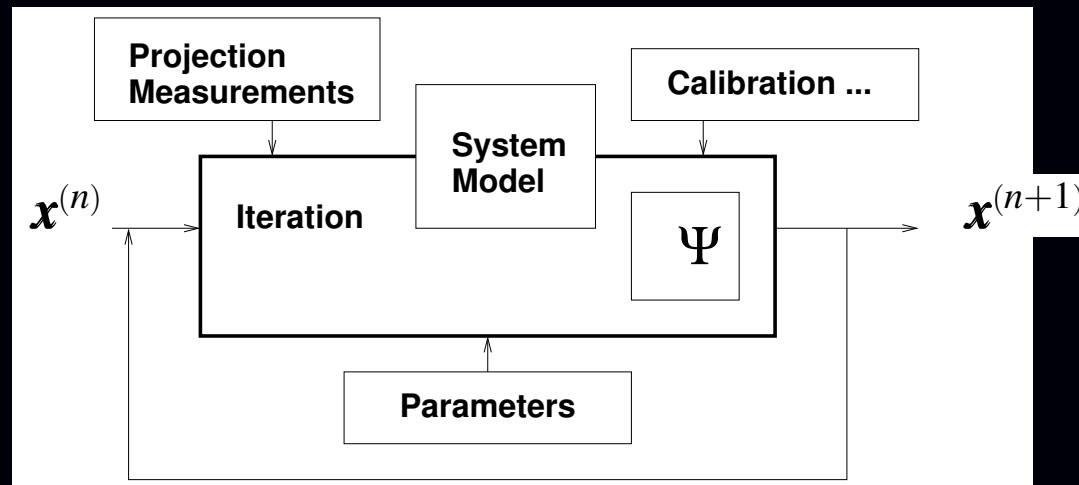 Projection
Measurements
Calibration ...
System
Model
x^(n)
Iteration
Ψ
x^(n+1)
Parameters